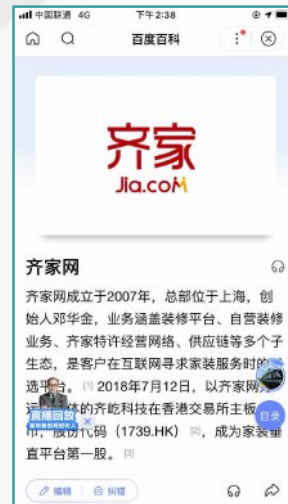 中国联通 4G 下午2:38
百度百科
齐家
Jia.com
齐家网
齐家网成立于2007年，总部位于上海，创
始人邓华金，业务涵盖装修平台、自营装修
业务、齐家特许经营网络、供应链等多个子
生态，是客户在互联网寻求家装服务时的
选平台。[1] 2018年7月12日，以齐家网
体的齐屹科技在香港交易所主板
市，股份代码（1739.HK）[2]，成为家装垂
直平台第一股。[3]
直播回放
目录
编辑 纠错